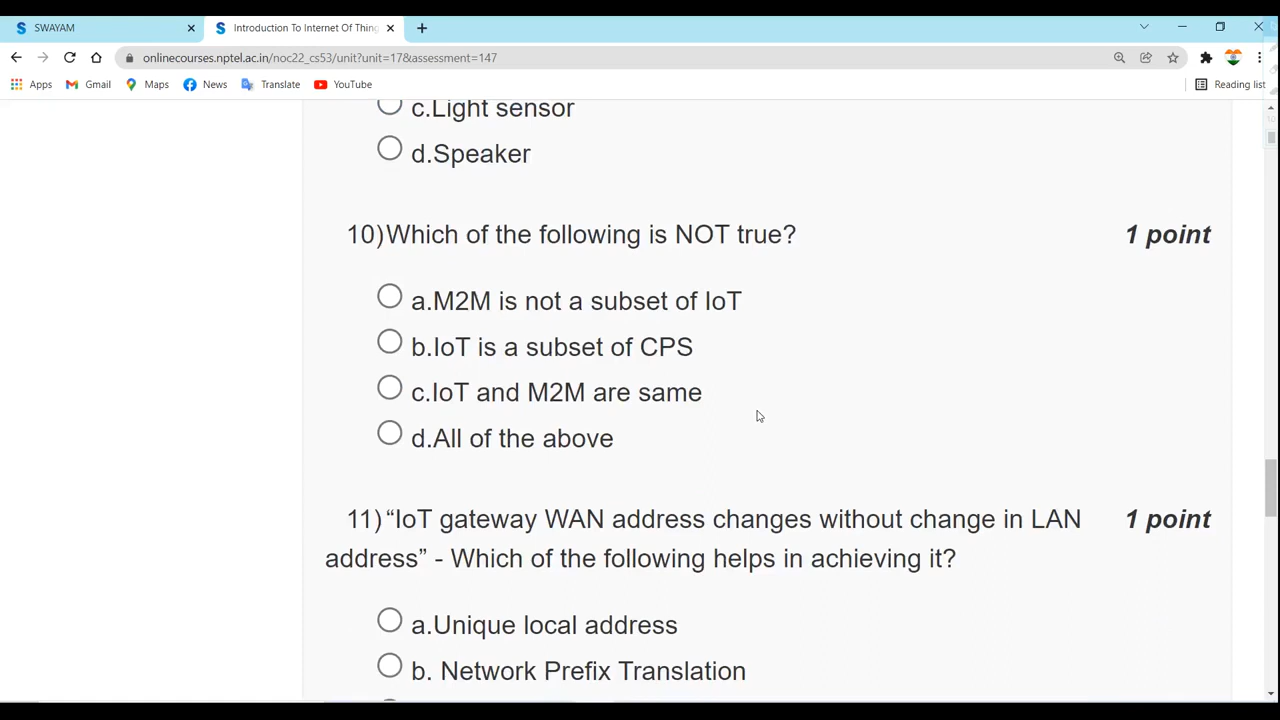 SWAYAM
Introduction To Internet Of Thing
onlinecourses.nptel.ac.in/noc22_cs53/unit?unit=17&assessment=147
Apps Gmail Maps News Translate YouTube Reading list
c.Light sensor
d.Speaker
10)Which of the following is NOT true? 1 point
a.M2M is not a subset of IoT
b.IoT is a subset of CPS
c.IoT and M2M are same
d.All of the above
11) “IoT gateway WAN address changes without change in LAN 1 point
address” - Which of the following helps in achieving it?
a.Unique local address
b. Network Prefix Translation